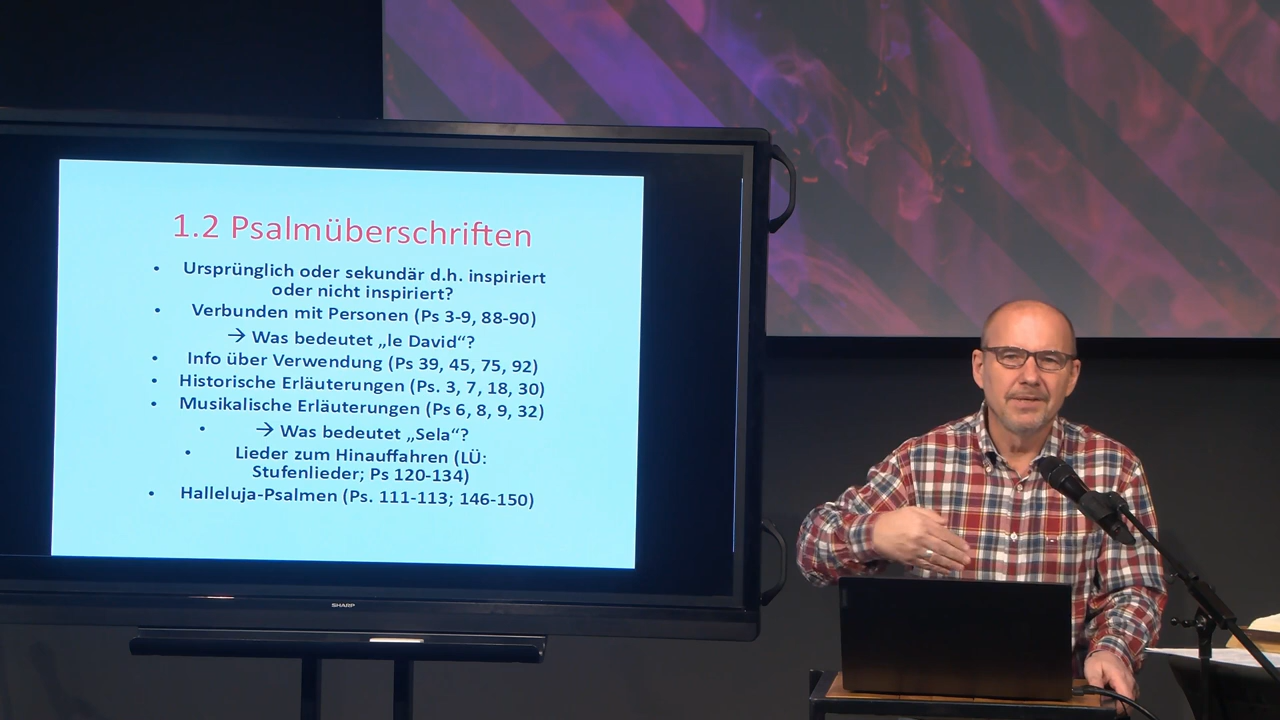 1.2 Psalmüberschriften
• Ursprünglich oder sekundär d.h. inspiriert
oder nicht inspiriert?
• Verbunden mit Personen (Ps 3-9, 88-90)
→ Was bedeutet „le David“?
• Info über Verwendung (Ps 39, 45, 75, 92)
• Historische Erläuterungen (Ps. 3, 7, 18, 30)
• Musikalische Erläuterungen (Ps 6, 8, 9, 32)
• → Was bedeutet „Sela“?
• Lieder zum Hinauffahren (LÜ:
Stufenlieder; Ps 120-134)
• Halleluja-Psalmen (Ps. 111-113; 146-150)
SHARP